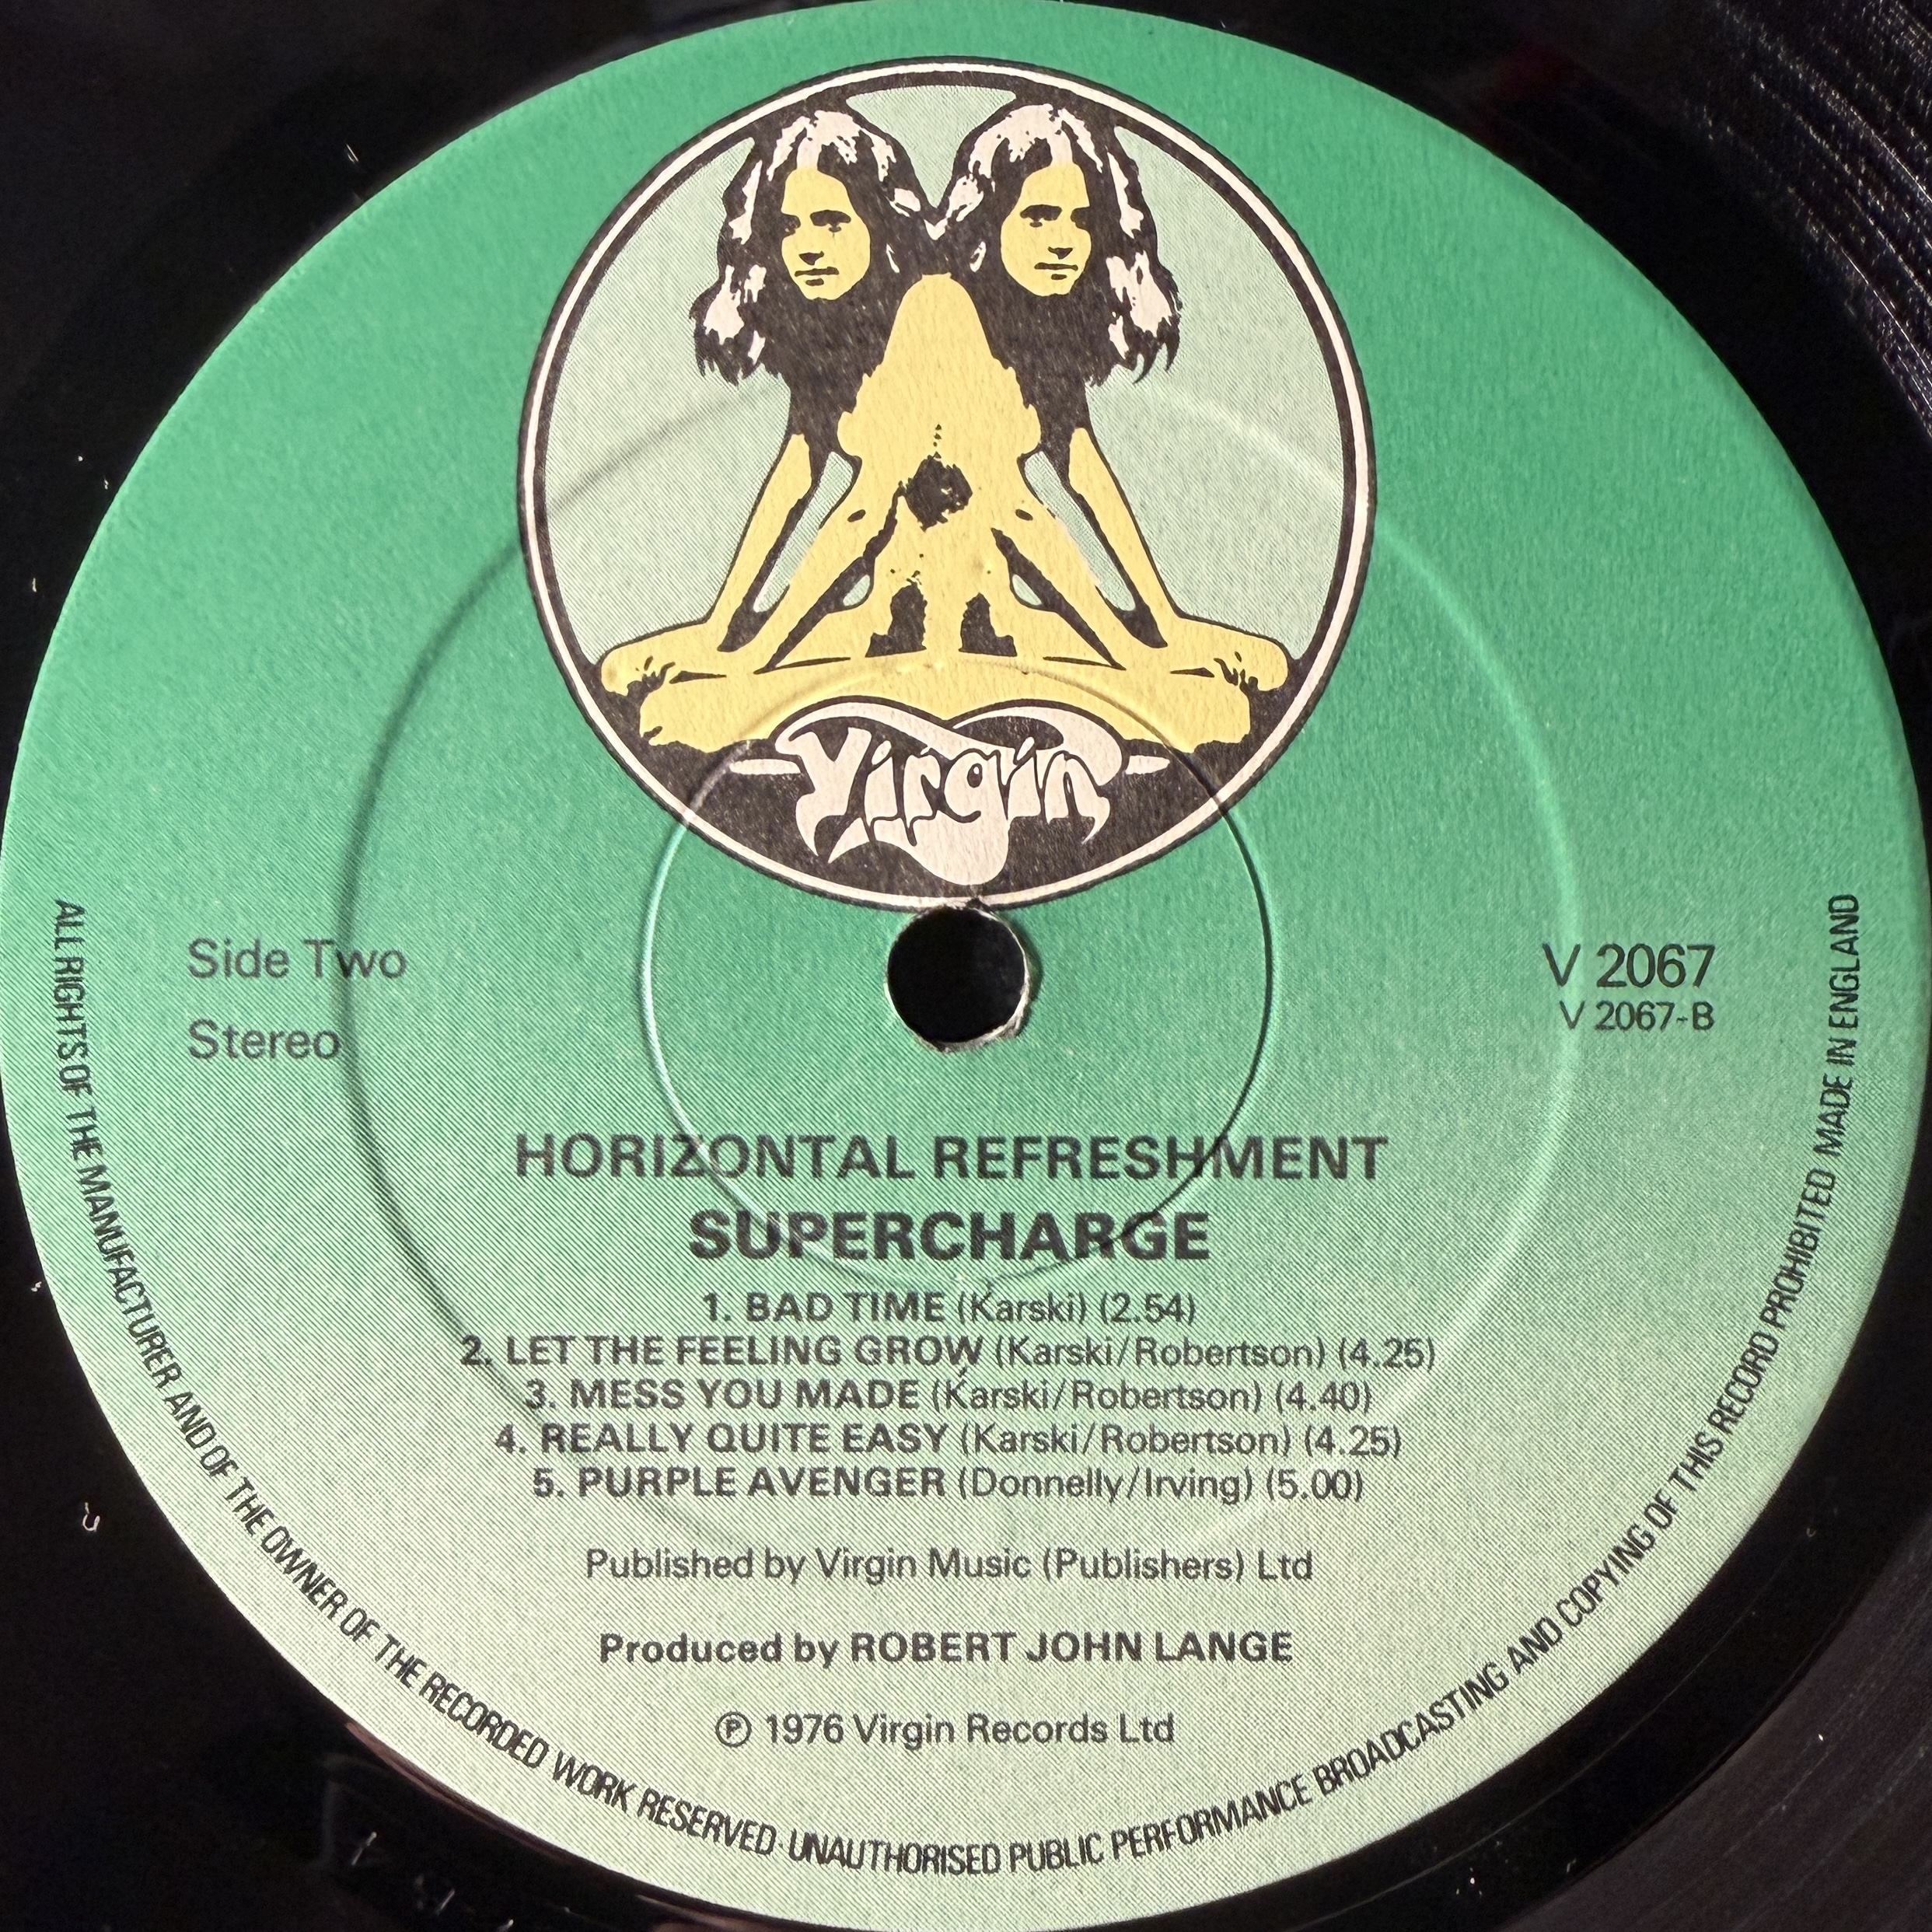 Virgin
Side Two
Stereo
V 2067
V 2067-B
HORIZONTAL REFRESHMENT
SUPERCHARGE
1. BAD TIME (Karski) (2.54)
2. LET THE FEELING GROW (Karski/Robertson) (4.25)
3. MESS YOU MADE (Karski/Robertson) (4.40)
4. REALLY QUITE EASY (Karski/Robertson) (4.25)
5. PURPLE AVENGER (Donnelly/Irving) (5.00)
Published by Virgin Music (Publishers) Ltd
Produced by ROBERT JOHN LANGE
℗ 1976 Virgin Records Ltd
ALL RIGHTS OF THE MANUFACTURER AND OF THE OWNER OF THE RECORDED WORK RESERVED · UNAUTHORISED PUBLIC PERFORMANCE BROADCASTING AND COPYING OF THIS RECORD PROHIBITED MADE IN ENGLAND